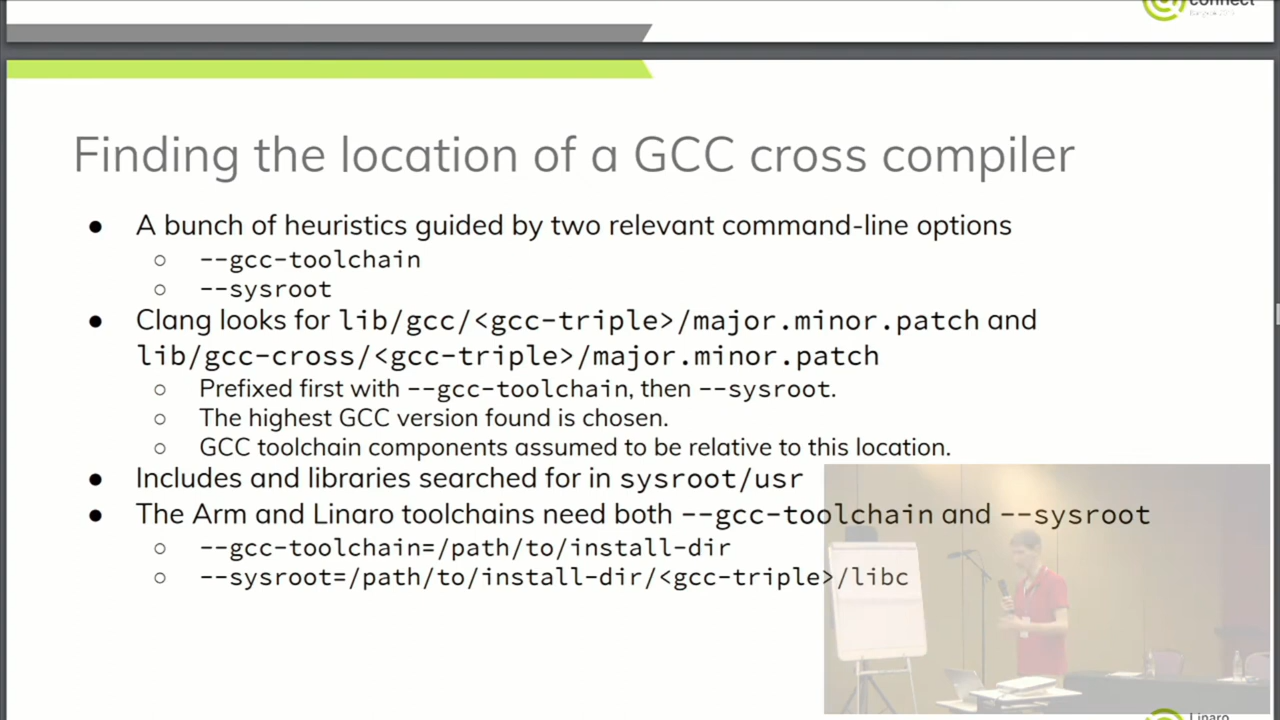 connect
Finding the location of a GCC cross compiler
● A bunch of heuristics guided by two relevant command-line options
○ --gcc-toolchain
○ --sysroot
● Clang looks for lib/gcc/<gcc-triple>/major.minor.patch and
lib/gcc-cross/<gcc-triple>/major.minor.patch
○ Prefixed first with --gcc-toolchain, then --sysroot.
○ The highest GCC version found is chosen.
○ GCC toolchain components assumed to be relative to this location.
● Includes and libraries searched for in sysroot/usr
● The Arm and Linaro toolchains need both --gcc-toolchain and --sysroot
○ --gcc-toolchain=/path/to/install-dir
○ --sysroot=/path/to/install-dir/<gcc-triple>/libc
Linaro